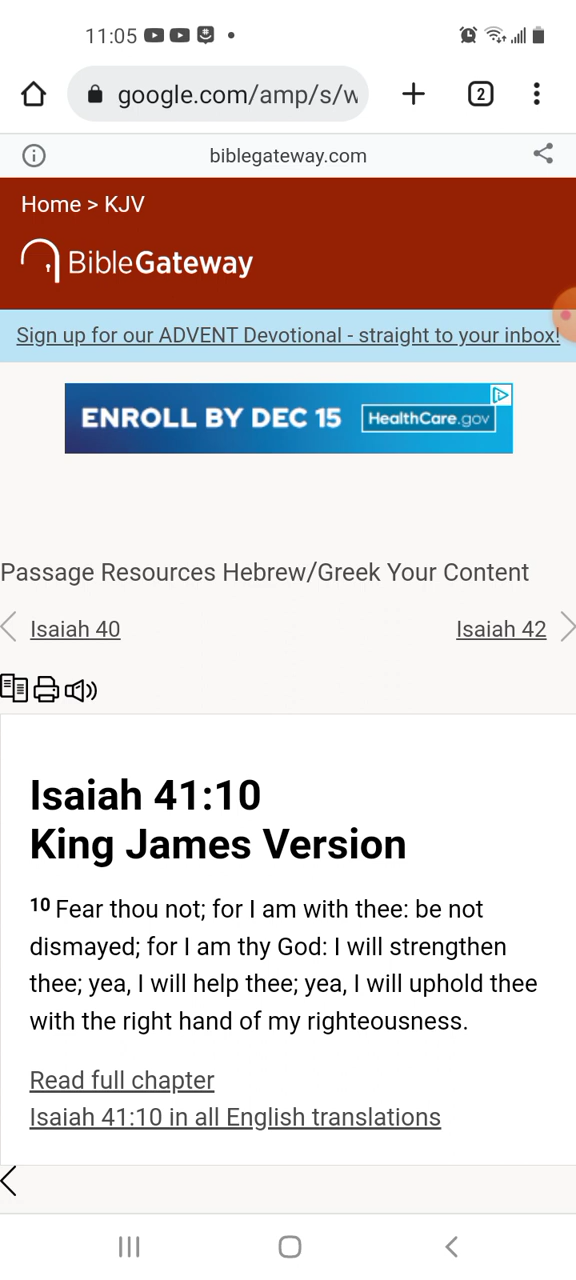 11:05
google.com/amp/s/w
2
biblegateway.com
Home > KJV
BibleGateway
Sign up for our ADVENT Devotional - straight to your inbox!
ENROLL BY DEC 15 HealthCare.gov
Passage Resources Hebrew/Greek Your Content
Isaiah 40
Isaiah 42
Isaiah 41:10
King James Version
10 Fear thou not; for I am with thee: be not
dismayed; for I am thy God: I will strengthen
thee; yea, I will help thee; yea, I will uphold thee
with the right hand of my righteousness.
Read full chapter
Isaiah 41:10 in all English translations